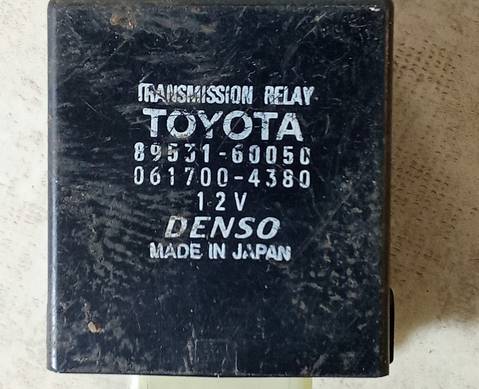 TRANSMISSION RELAY
TOYOTA
89531-60050
061700-4380
12V
DENSO
MADE IN JAPAN